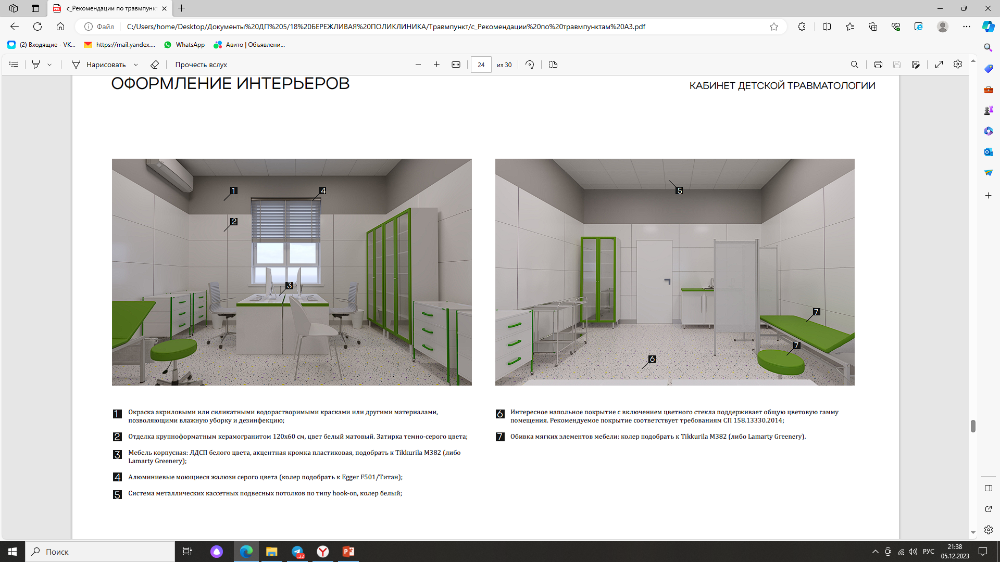 с_Рекомендации по травмпункт
Файл
C:/Users/home/Desktop/Документы%20ДП%205/18%20БЕРЕЖЛИВАЯ%20ПОЛИКЛИНИКА/Травмпункт/с_Рекомендации%20по%20травмпунктам%20А3.pdf
(2) Входящие - VK...
https://mail.yandex....
WhatsApp
Авито | Объявлени...
Нарисовать
Прочесть вслух
24
из 30
ОФОРМЛЕНИЕ ИНТЕРЬЕРОВ
КАБИНЕТ ДЕТСКОЙ ТРАВМАТОЛОГИИ
1
4
2
3
5
7
7
6
1 Окраска акриловыми или силикатными водорастворимыми красками или другими материалами,
позволяющими влажную уборку и дезинфекцию;
2 Отделка крупноформатным керамогранитом 120х60 см, цвет белый матовый. Затирка темно-серого цвета;
3 Мебель корпусная: ЛДСП белого цвета, акцентная кромка пластиковая, подобрать к Tikkurila M382 (либо
Lamarty Greenery);
4 Алюминиевые моющиеся жалюзи серого цвета (колер подобрать к Egger F501/Титан);
5 Система металлических кассетных подвесных потолков по типу hook-on, колер белый;
6 Интересное напольное покрытие с включением цветного стекла поддерживает общую цветовую гамму
помещения. Рекомендуемое покрытие соответствует требованиям СП 158.13330.2014;
7 Обивка мягких элементов мебели: колер подобрать к Tikkurila M382 (либо Lamarty Greenery).
Поиск
.22
РУС
21:38
05.12.2023